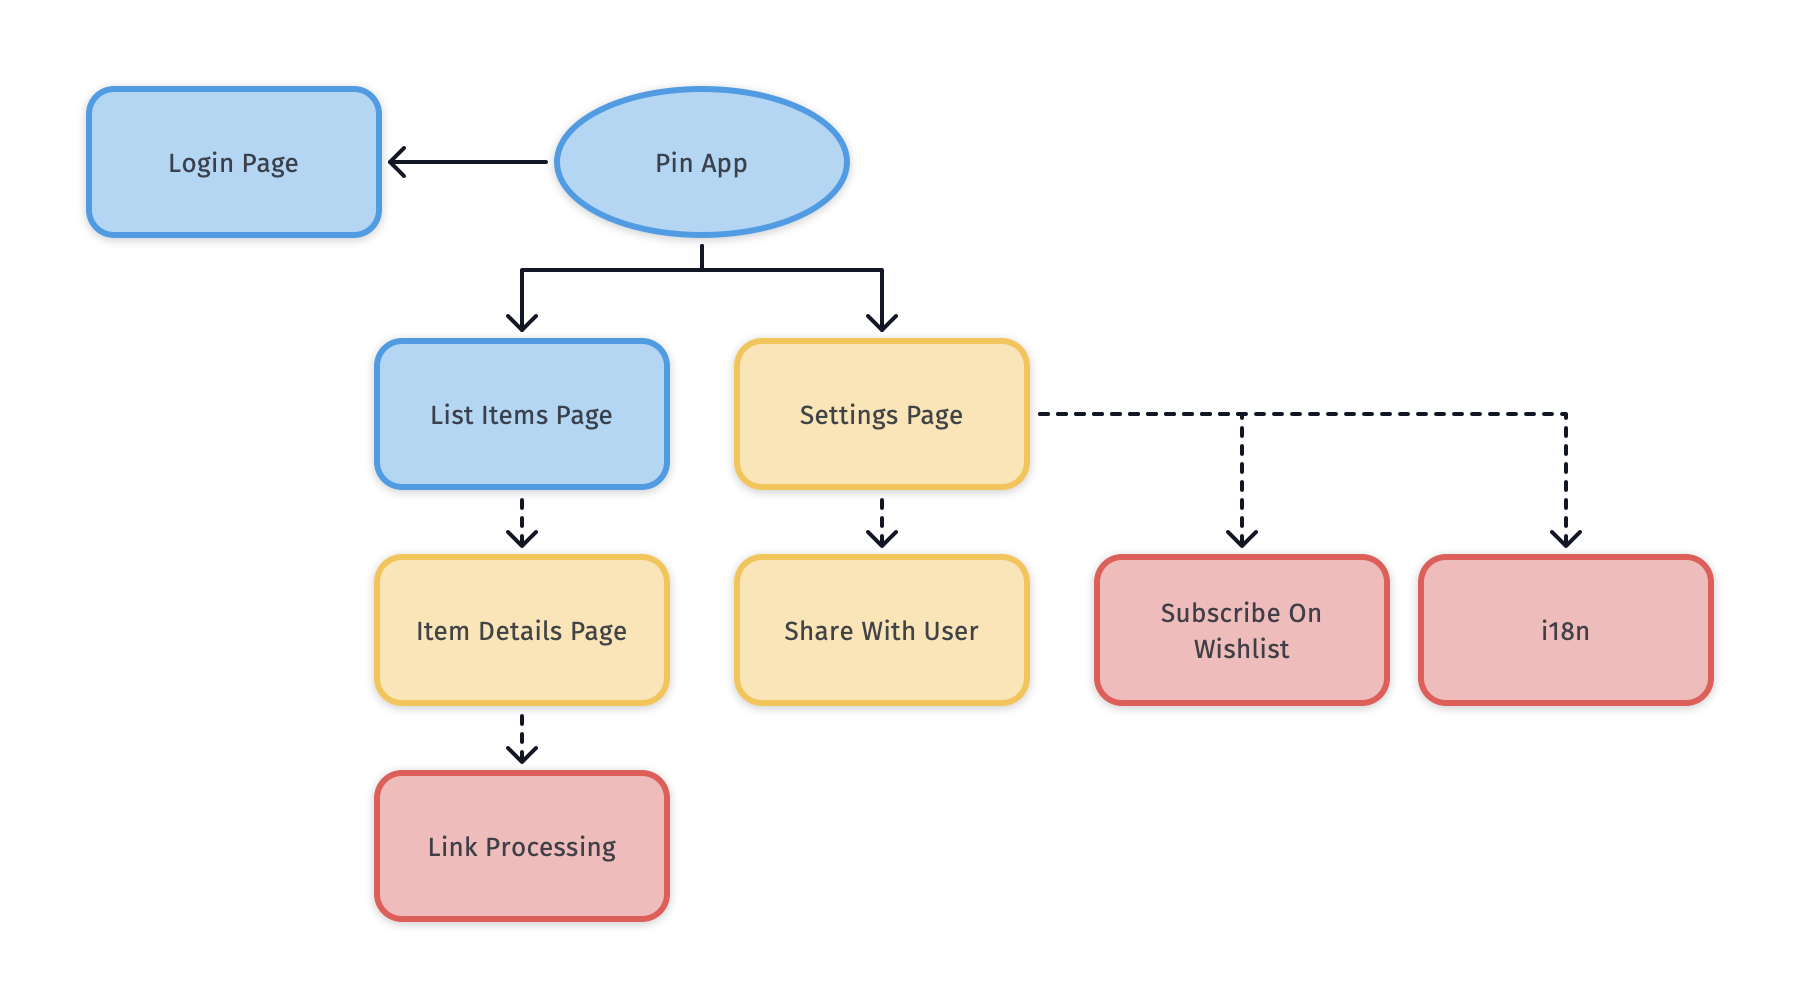 Login Page
Pin App
List Items Page
Settings Page
Item Details Page
Share With User
Subscribe On
Wishlist
i18n
Link Processing